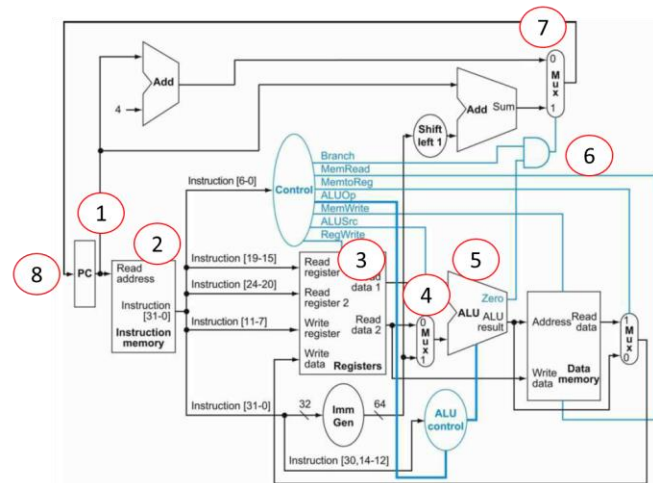 7
0
Mux
1
Add
4
Add Sum
Shift
left 1
6
Branch
MemRead
MemtoReg
ALUOp
MemWrite
ALUSrc
RegWrite
Control
Instruction [6-0]
1
2
8
PC
Read
address
Instruction
[31-0]
Instruction
memory
Instruction [19-15]
Instruction [24-20]
Instruction [11-7]
3
Read
register
data 1
Read
register 2
Write
register
Read
data 2
Write
data
Registers
4
0
Mux
1
5
Zero
ALU
ALU
result
Address
Read
data
Write
data
Data
memory
1
Mux
0
Instruction [31-0]
32
Imm
Gen
64
ALU
control
Instruction [30,14-12]